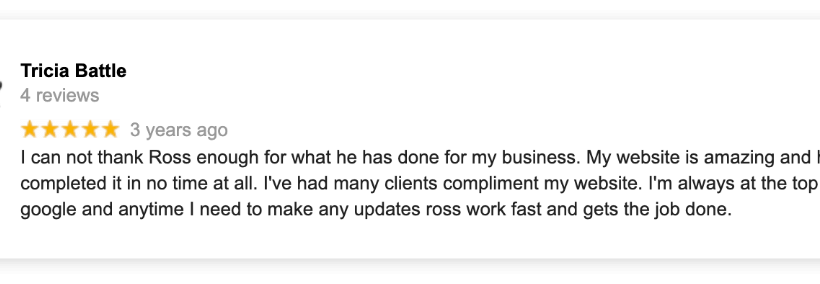 Tricia Battle
4 reviews
3 years ago
I can not thank Ross enough for what he has done for my business. My website is amazing and
completed it in no time at all. I've had many clients compliment my website. I'm always at the top
google and anytime I need to make any updates ross work fast and gets the job done.